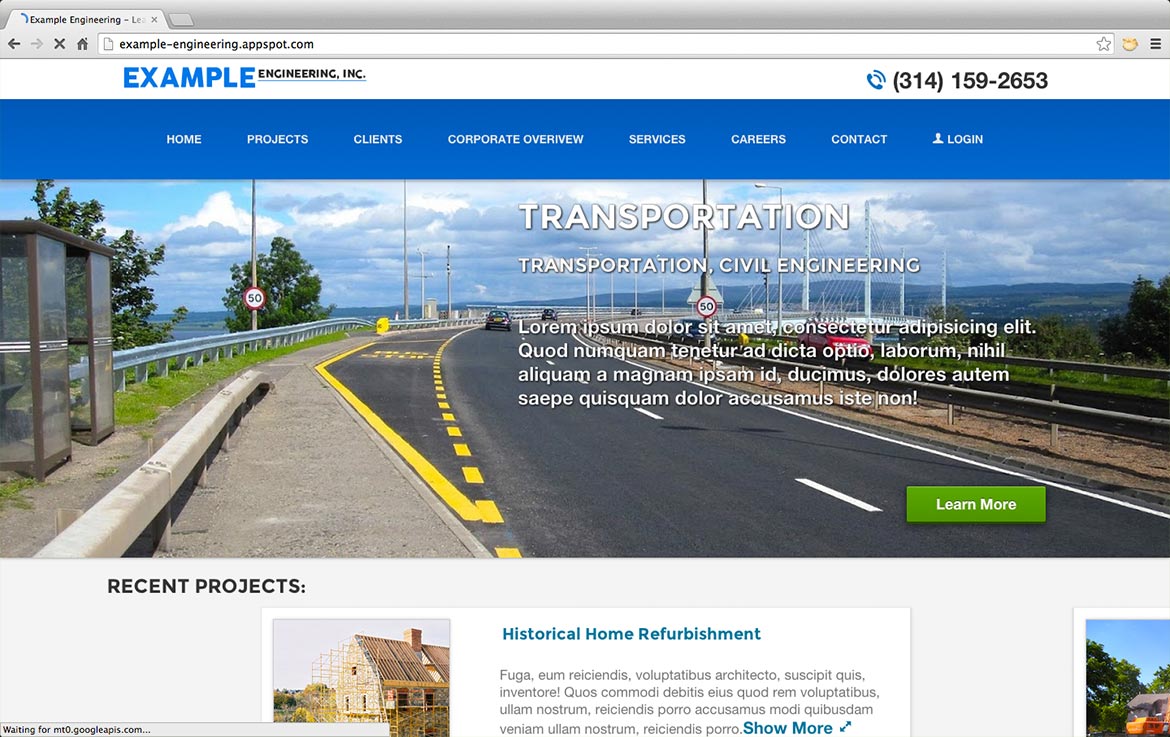 Example Engineering – Lea
example-engineering.appspot.com
EXAMPLE ENGINEERING, INC.
(314) 159-2653
HOME PROJECTS CLIENTS CORPORATE OVERIVEW SERVICES CAREERS CONTACT LOGIN
TRANSPORTATION
TRANSPORTATION, CIVIL ENGINEERING
50
50
Lorem ipsum dolor sit amet, consectetur adipisicing elit.
Quod numquam tenetur ad dicta optio, laborum, nihil
aliquam a magnam ipsam id, ducimus, dolores autem
saepe quisquam dolor accusamus iste non!
Learn More
RECENT PROJECTS:
Historical Home Refurbishment
Fuga, eum reiciendis, voluptatibus architecto, suscipit quis,
inventore! Quos commodi debitis eius quod rem voluptatibus,
ullam nostrum, reiciendis porro accusamus modi quibusdam
veniam ullam nostrum, reiciendis porro.Show More
Waiting for mt0.googleapis.com...